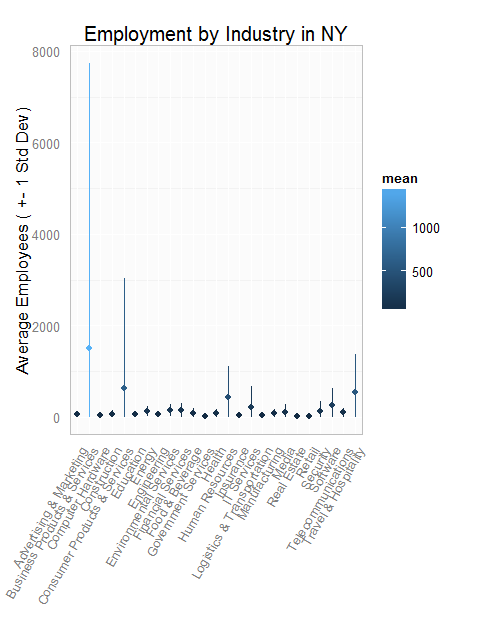 Employment by Industry in NY
Average Employees ( +- 1 Std Dev)
8000
6000
4000
2000
0
mean
1000
500
Advertising & Marketing
Business Products & Services
Computer Hardware
Construction
Consumer Products & Services
Education
Energy
Engineering
Environmental Services
Financial Services
Food & Beverage
Government Services
Health
Human Resources
Insurance
IT Services
Logistics & Transportation
Manufacturing
Media
Real Estate
Retail
Security
Software
Telecommunications
Travel & Hospitality